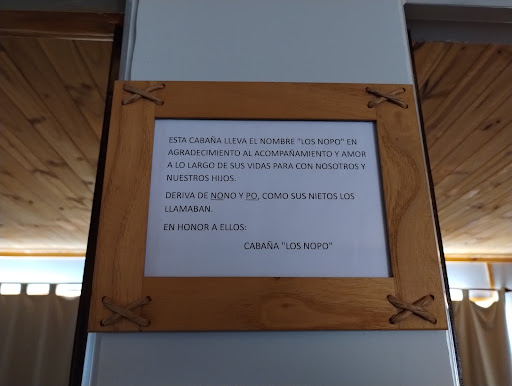 ESTA CABAÑA LLEVA EL NOMBRE "LOS NOPO" EN
AGRADECIMIENTO AL ACOMPAÑAMIENTO Y AMOR
A LO LARGO DE SUS VIDAS PARA CON NOSOTROS Y
NUESTROS HIJOS.
DERIVA DE NONO Y PO, COMO SUS NIETOS LOS
LLAMABAN.
EN HONOR A ELLOS:
CABAÑA "LOS NOPO"